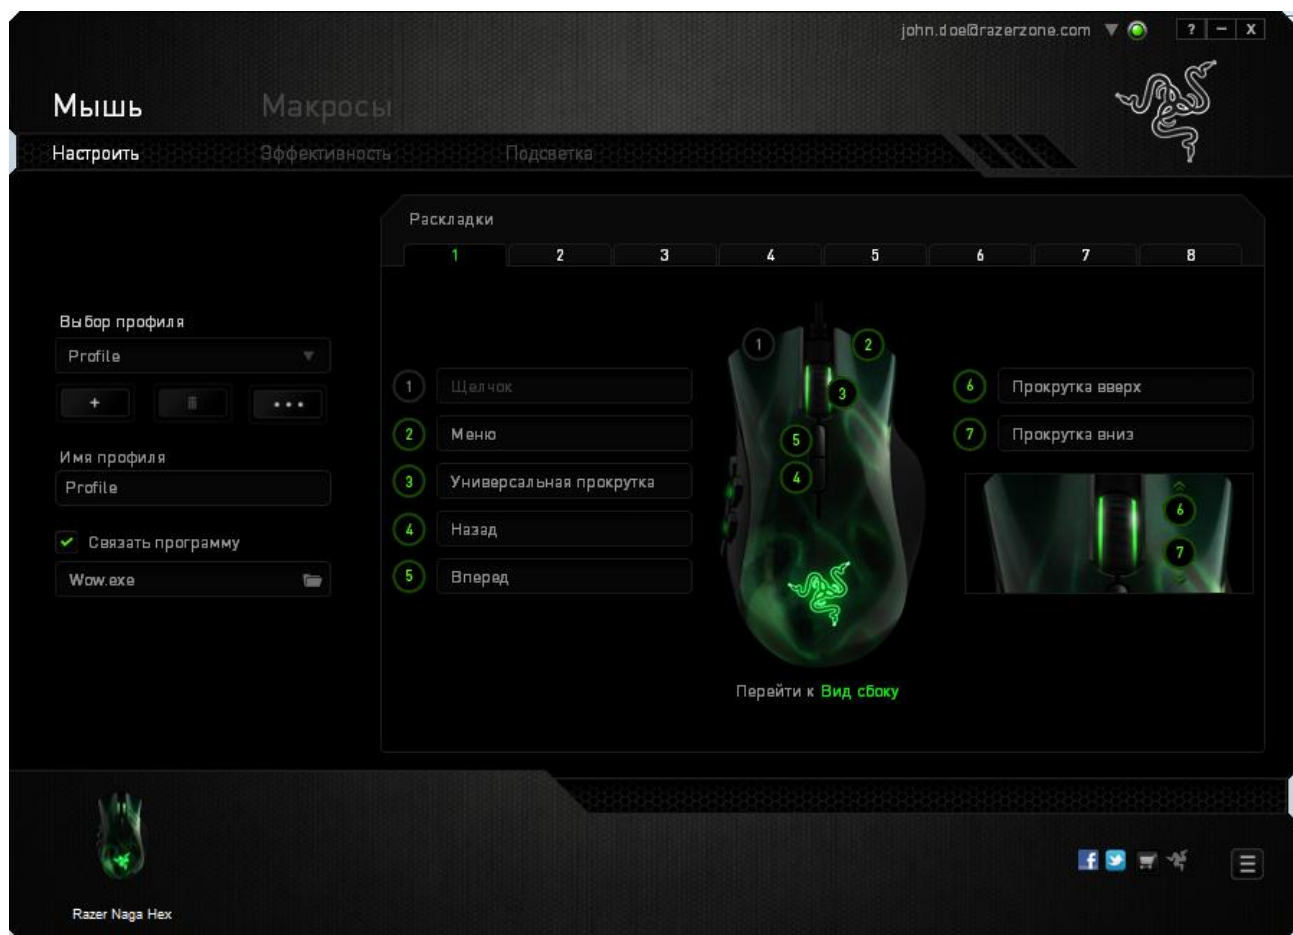 john.doe@razerzone.com ? − X
Мышь Макросы
Настроить Эффективность Подсветка
Раскладки
1 2 3 4 5 6 7 8
Выбор профиля
Profile
+
Имя профиля
Profile
Связать программу
Wow.exe
1 Щелчок
2 Меню
3 Универсальная прокрутка
4 Назад
5 Вперед
1
2
3
5
4
6 Прокрутка вверх
7 Прокрутка вниз
6
7
Перейти к Вид сбоку
Razer Naga Hex
f